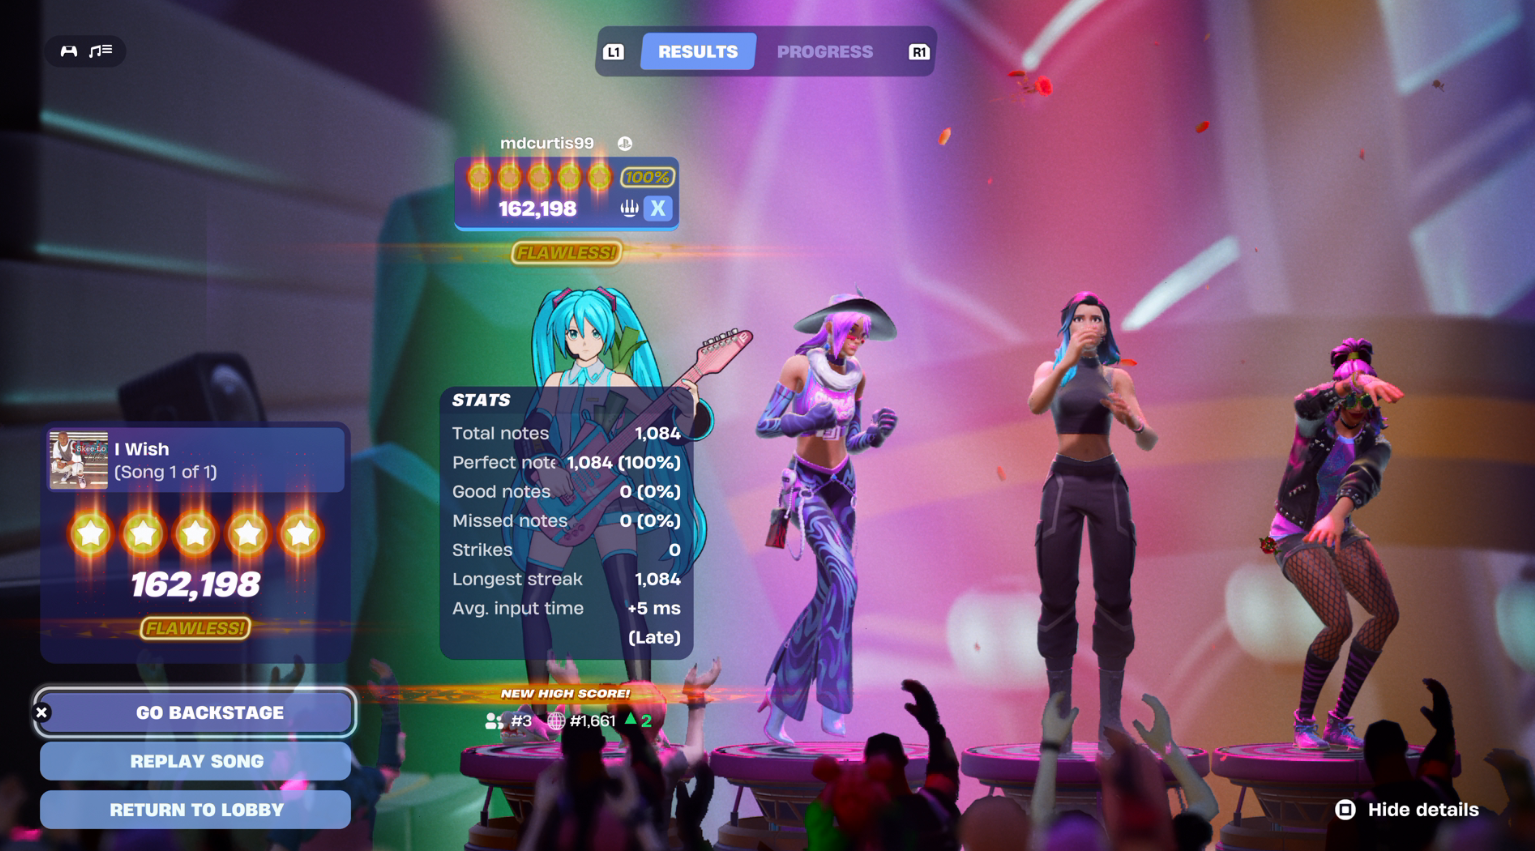 L1
RESULTS
PROGRESS
R1
mdcurtis99
100%
162,198
X
FLAWLESS!
STATS
Total notes 1,084
Perfect note 1,084 (100%)
Good notes 0 (0%)
Missed notes 0 (0%)
Strikes 0
Longest streak 1,084
Avg. input time +5 ms
(Late)
NEW HIGH SCORE!
#3 #1,661 2
Skee-Lo
I Wish
(Song 1 of 1)
162,198
FLAWLESS!
GO BACKSTAGE
REPLAY SONG
RETURN TO LOBBY
Hide details